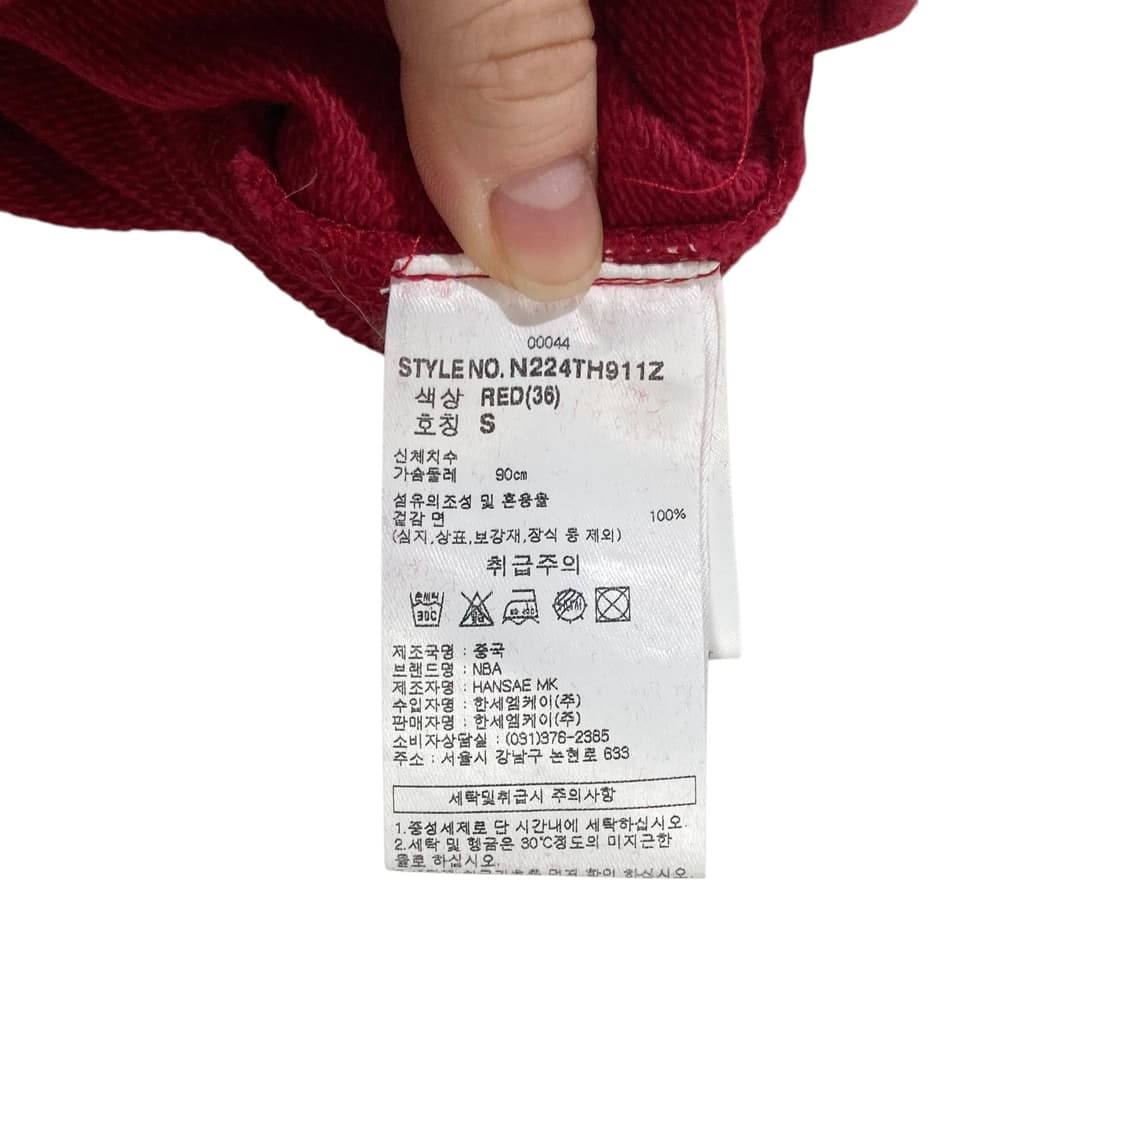 00044
STYLE NO. N224TH911Z
색상 RED(36)
호칭 S
신체치수
가슴둘레 90cm
섬유의조성 및 혼용율
겉감 면 100%
(심지,상표,보강재,장식 등 제외)
취급주의
제조국명 : 중국
브랜드명 : NBA
제조자명 : HANSAE MK
수입자명 : 한세엠케이(주)
판매자명 : 한세엠케이(주)
소비자상담실 : (031)376-2385
주소 : 서울시 강남구 논현로 633
세탁및취급시 주의사항
1.중성세제로 단 시간내에 세탁하십시오.
2.세탁 및 헹굼은 30°C정도의 미지근한
물로 하십시오.